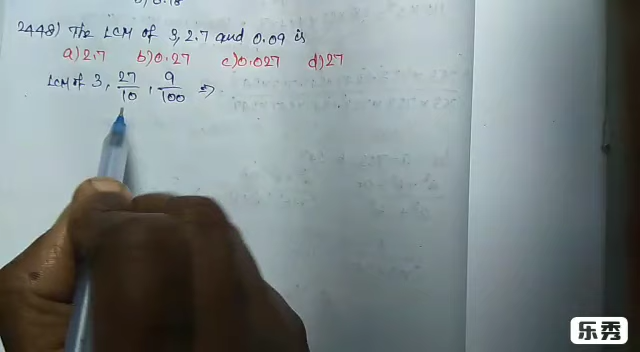 2448) The LCM of 3, 2.7 and 0.09 is
a) 2.7 b) 0.27 c) 0.027 d) 27
LCM of 3, 27/10, 9/100 ⇒
乐秀